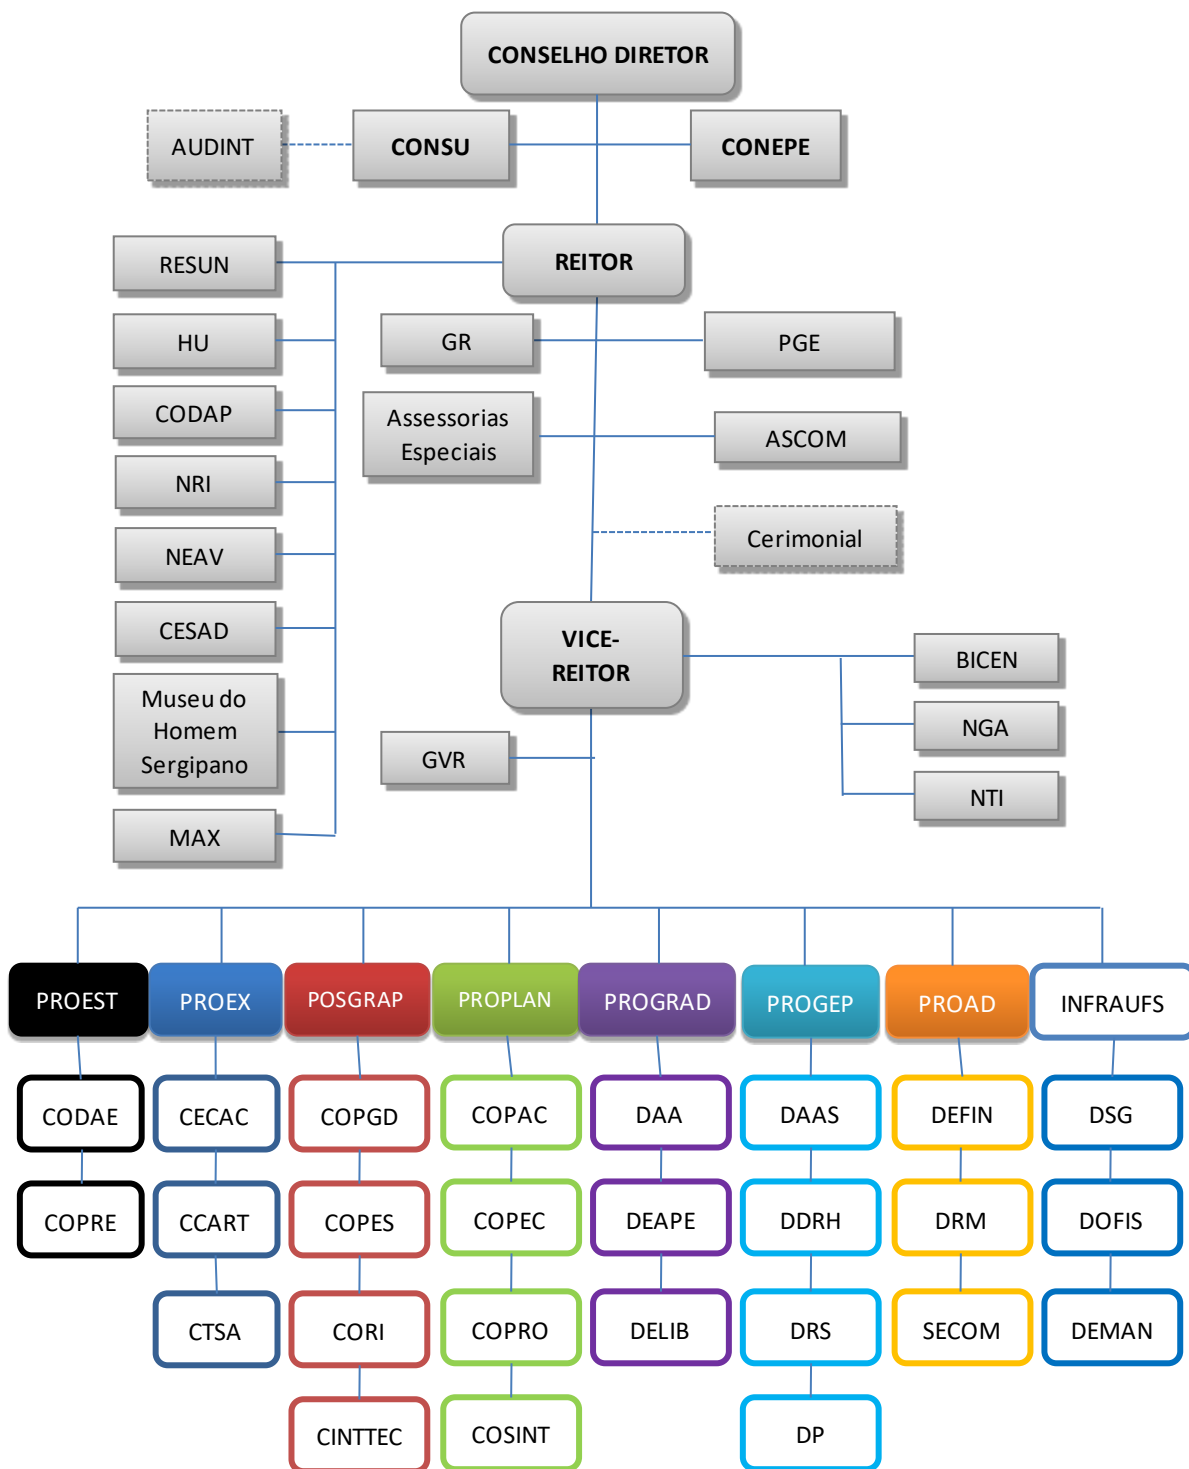 CONSELHO DIRETOR
AUDINT
CONSU
CONEPE
RESUN
REITOR
HU
GR
PGE
CODAP
Assessorias
Especiais
ASCOM
NRI
NEAV
Cerimonial
CESAD
VICE-
REITOR
BICEN
Museu do
Homem
Sergipano
GVR
NGA
NTI
MAX
PROEST
PROEX
POSGRAP
PROPLAN
PROGRAD
PROGEP
PROAD
INFRAUFS
CODAE
CECAC
COPGD
COPAC
DAA
DAAS
DEFIN
DSG
COPRE
CCART
COPES
COPEC
DEAPE
DDRH
DRM
DOFIS
CTSA
CORI
COPRO
DELIB
DRS
SECOM
DEMAN
CINTTEC
COSINT
DP